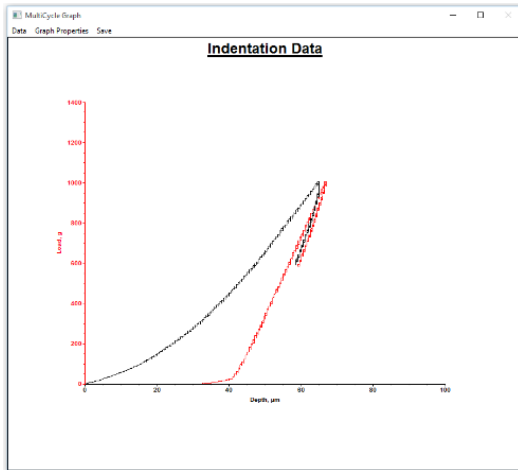 MultiCycle Graph
Data Graph Properties Save
Indentation Data
1400
1200
1000
800
600
400
200
0
Load, g
0 20 40 60 80 100
Depth, µm